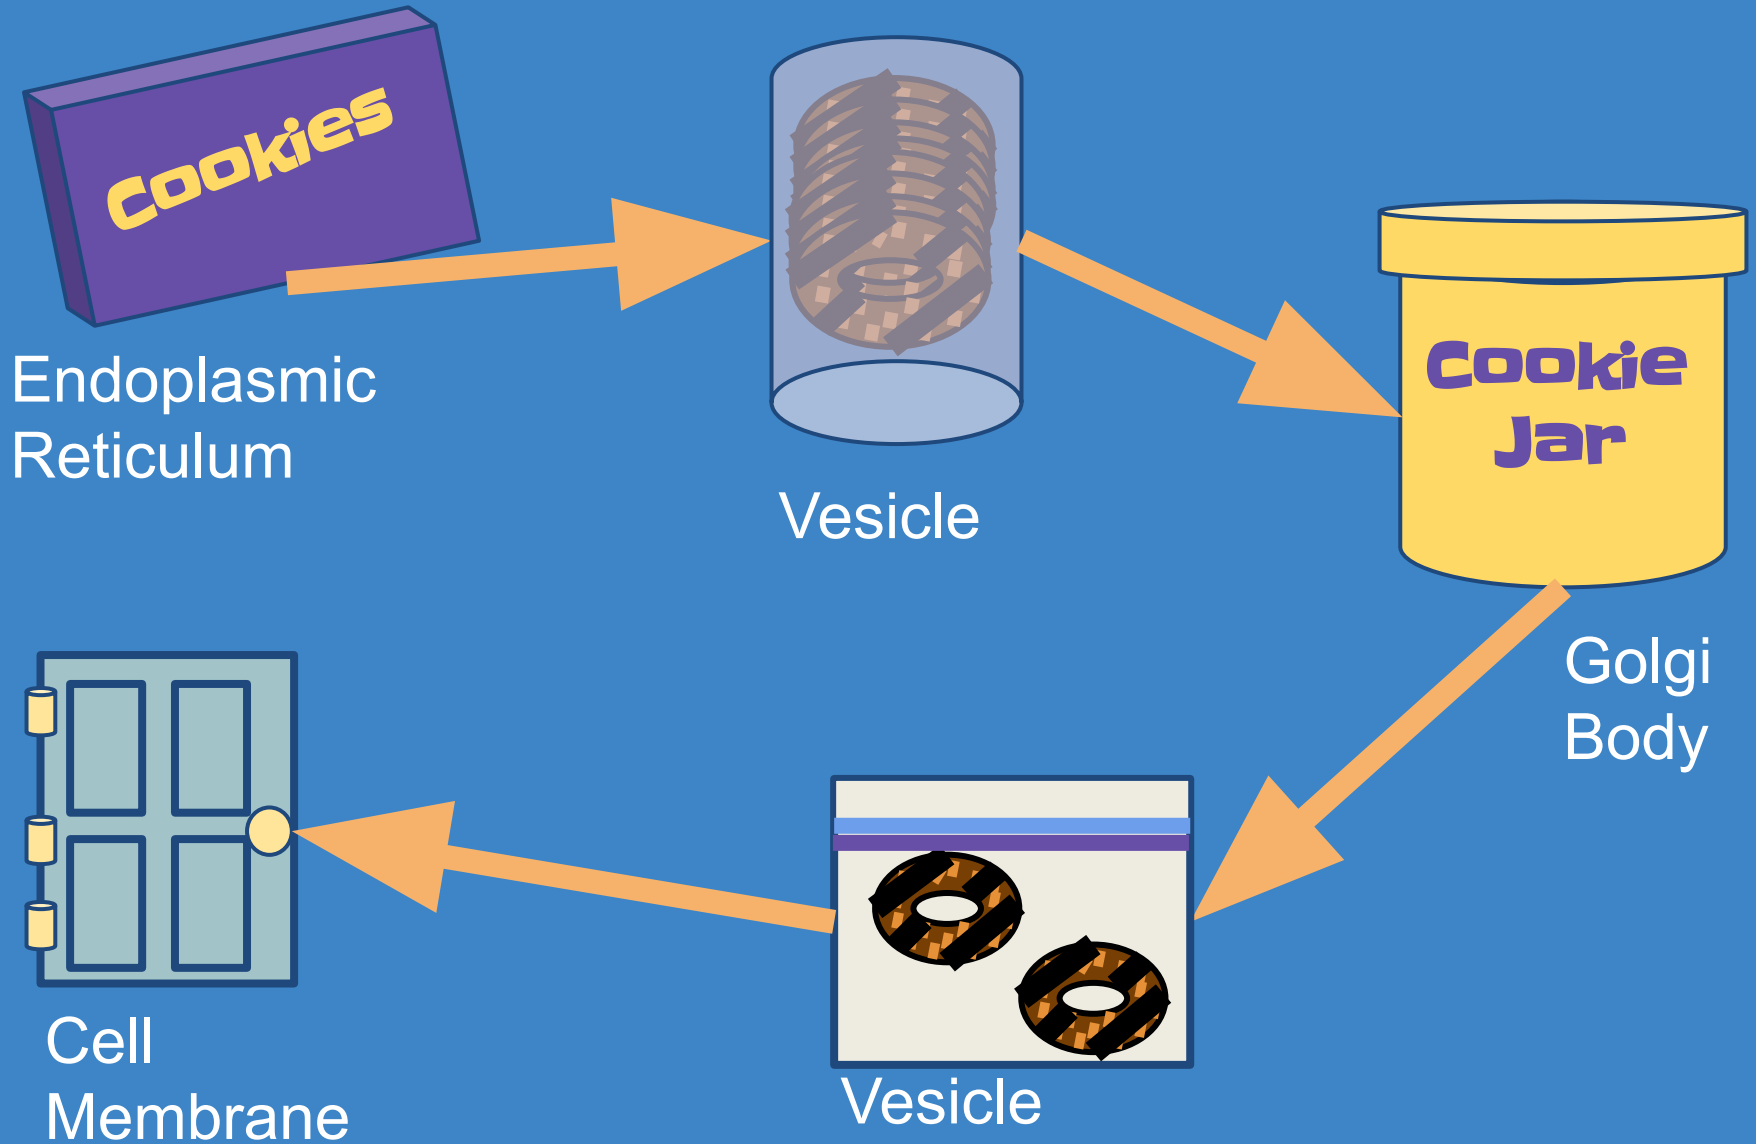 Cookies
Endoplasmic
Reticulum
Vesicle
Cookie
Jar
Golgi
Body
Vesicle
Cell
Membrane